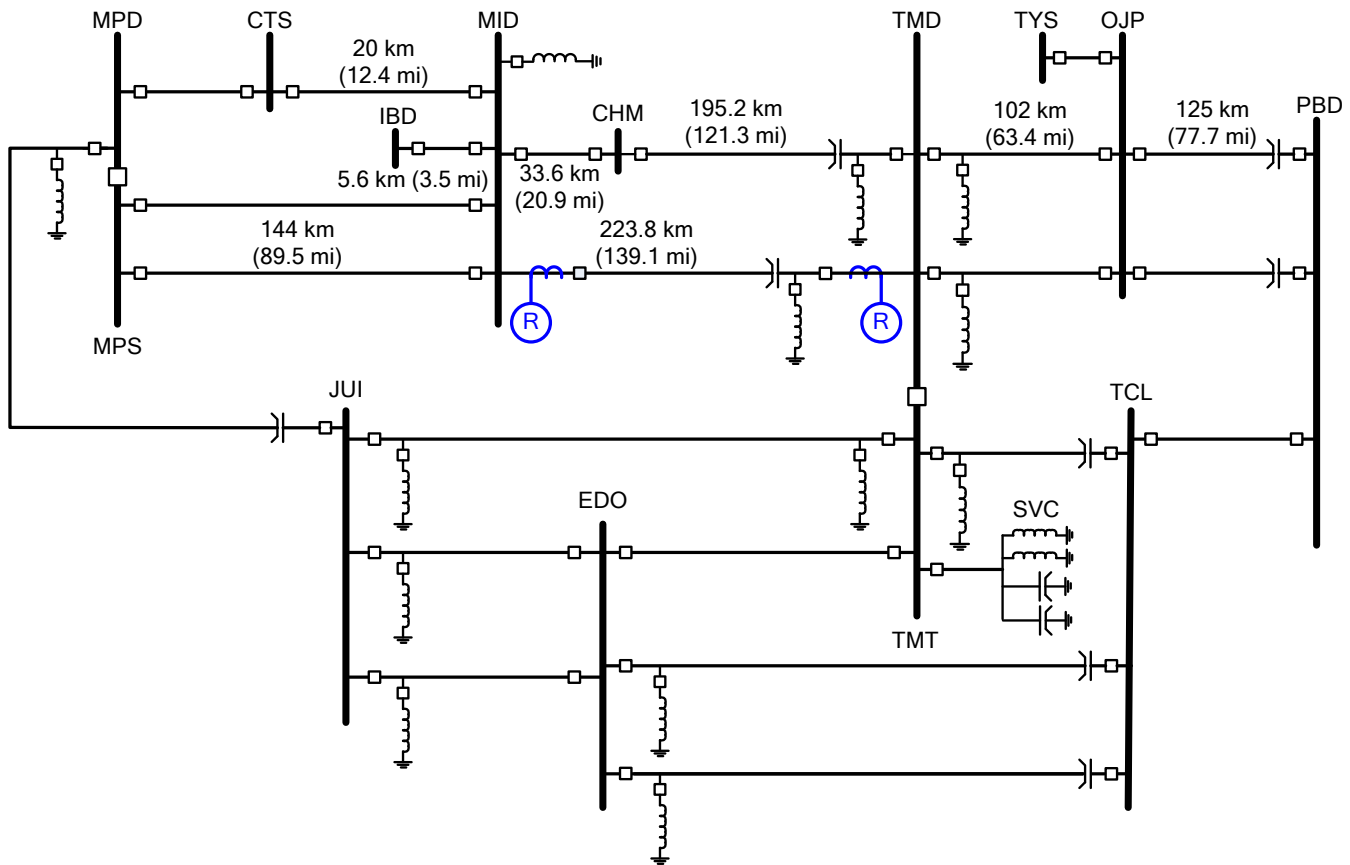 MPD
CTS
MID
TMD
TYS
OJP
20 km
(12.4 mi)
IBD
CHM
195.2 km
(121.3 mi)
102 km
(63.4 mi)
125 km
(77.7 mi)
PBD
5.6 km (3.5 mi)
33.6 km
(20.9 mi)
144 km
(89.5 mi)
223.8 km
(139.1 mi)
R
R
MPS
JUI
TCL
EDO
SVC
TMT